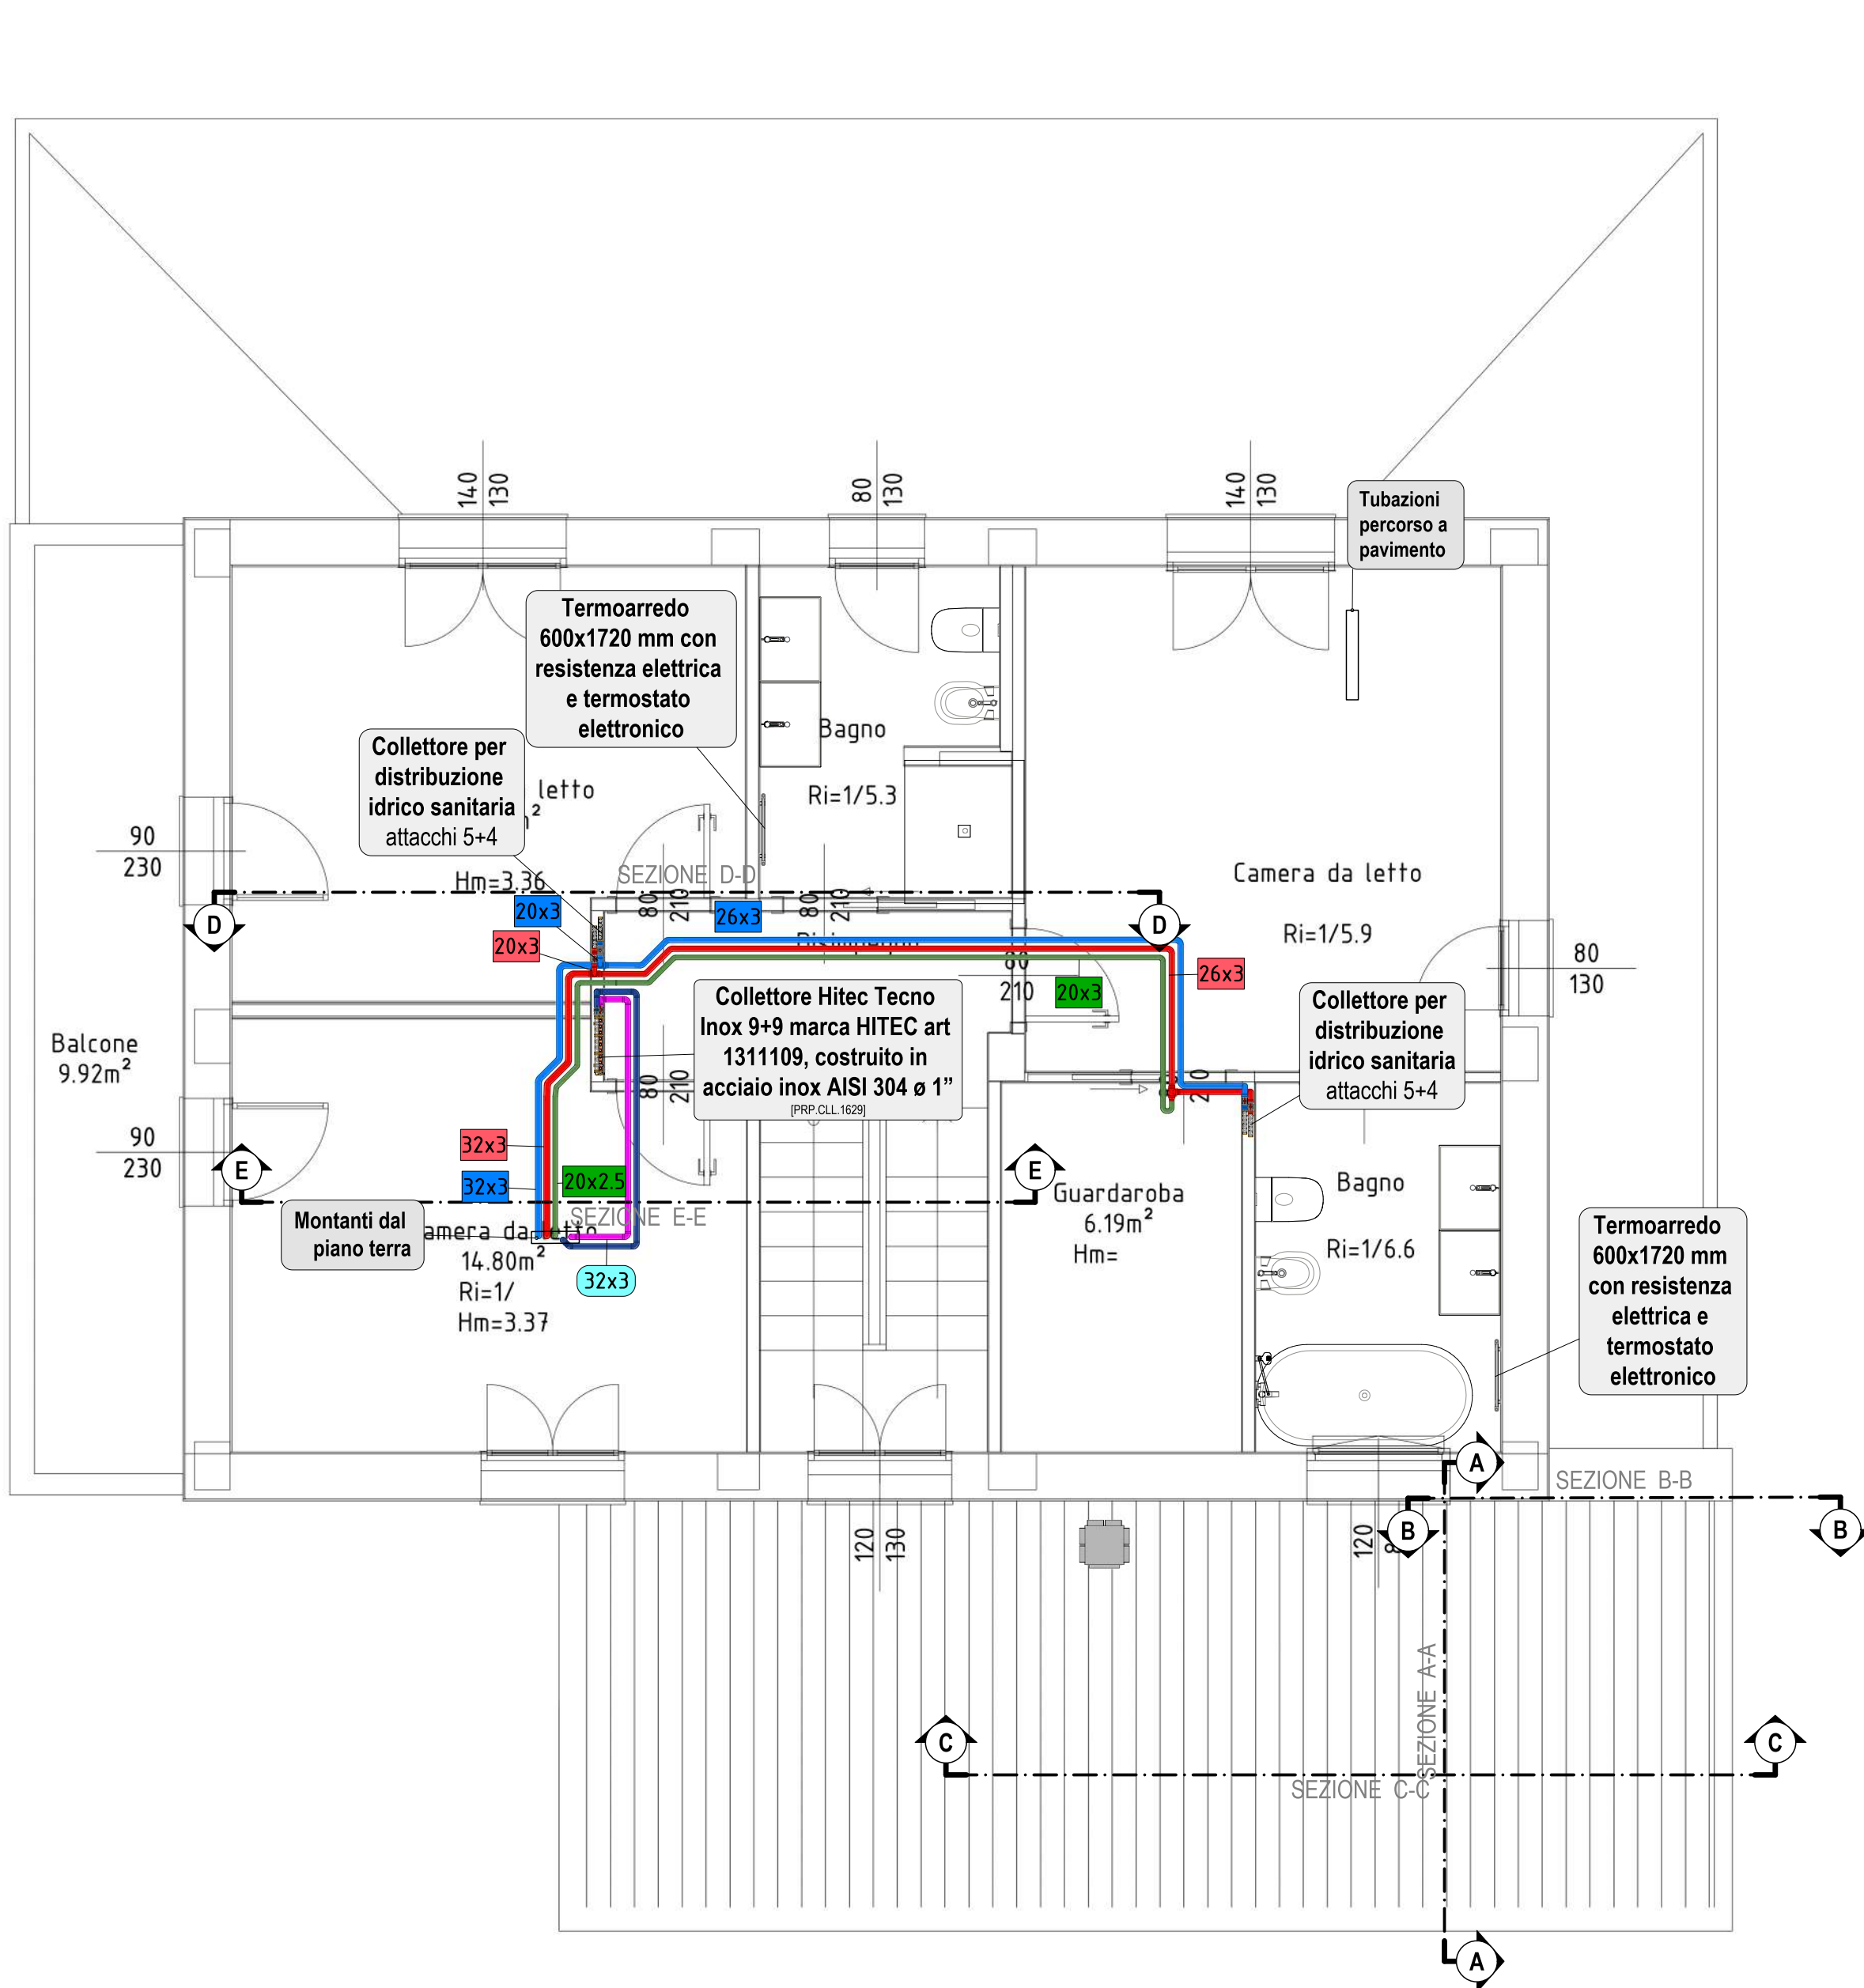 140
130
80
130
140
130
Tubazioni
percorso a
pavimento
Termoarredo
600x1720 mm con
resistenza elettrica
e termostato
elettronico
Bagno
Ri=1/5.3
Collettore per
distribuzione
idrico sanitaria
attacchi 5+4
letto
Hm=3.36
90
230
SEZIONE D-D
Camera da letto
Ri=1/5.9
D
D
20x3
26x3
20x3
80
210
80
210
80
210
20x3
26x3
80
130
Collettore Hitec Tecno
Inox 9+9 marca HITEC art
1311109, costruito in
acciaio inox AISI 304 ø 1”
[PRP.CLL.1629]
Collettore per
distribuzione
idrico sanitaria
attacchi 5+4
Balcone
9.92m²
80
210
90
230
32x3
32x3
20x2.5
E
E
SEZIONE E-E
Montanti dal
piano terra
amera da letto
14.80m²
Ri=1/
Hm=3.37
32x3
Guardaroba
6.19m²
Hm=
Bagno
Ri=1/6.6
Termoarredo
600x1720 mm
con resistenza
elettrica e
termostato
elettronico
A
SEZIONE B-B
B
B
120
130
120
SEZIONE A-A
C
C
SEZIONE C-C
A